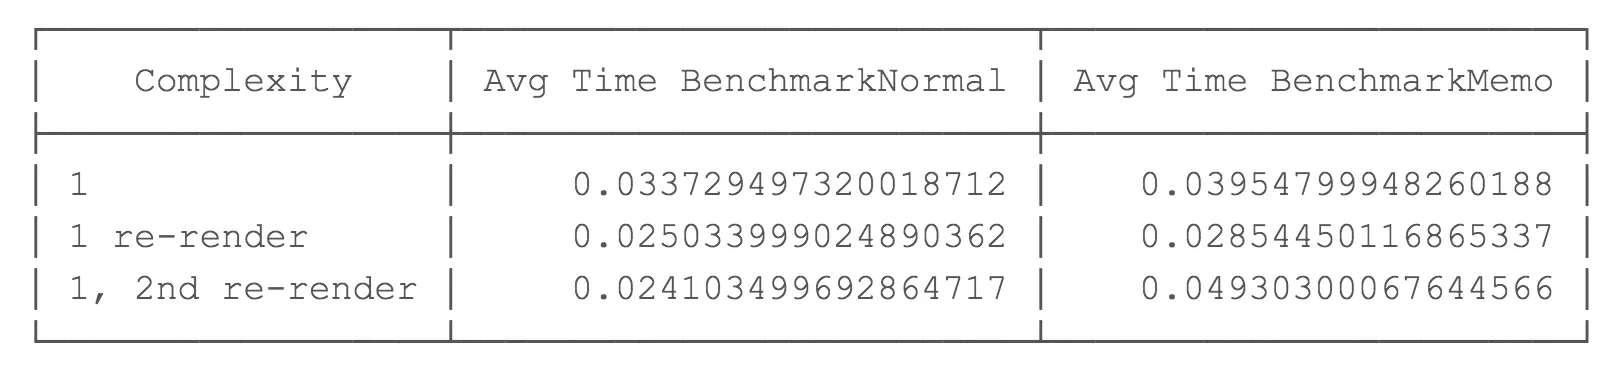 Complexity Avg Time BenchmarkNormal Avg Time BenchmarkMemo
1 0.033729497320018712 0.03954799948260188
1 re-render 0.025033999024890362 0.02854450116865337
1, 2nd re-render 0.024103499692864717 0.04930300067644566